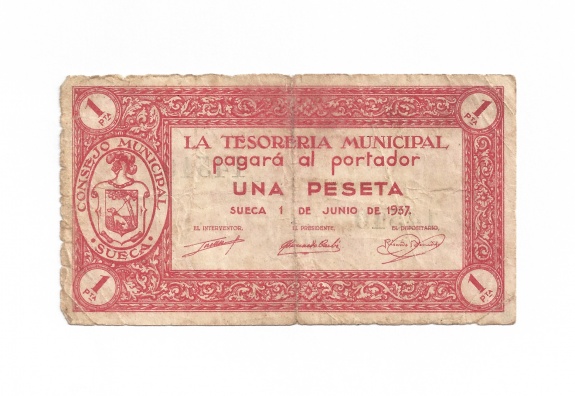 1 PTA
1 PTA
CONSEJO MUNICIPAL
· SUECA ·
LA TESORERIA MUNICIPAL
pagará al portador
UNA PESETA
SUECA 1 DE JUNIO DE 1937.
EL INTERVENTOR, EL PRESIDENTE, EL DEPOSITARIO,
1 PTA
1 PTA